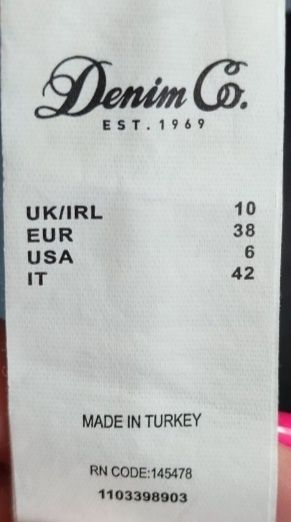 Denim Co.
EST. 1969
UK/IRL 10
EUR 38
USA 6
IT 42
MADE IN TURKEY
RN CODE:145478
1103398903